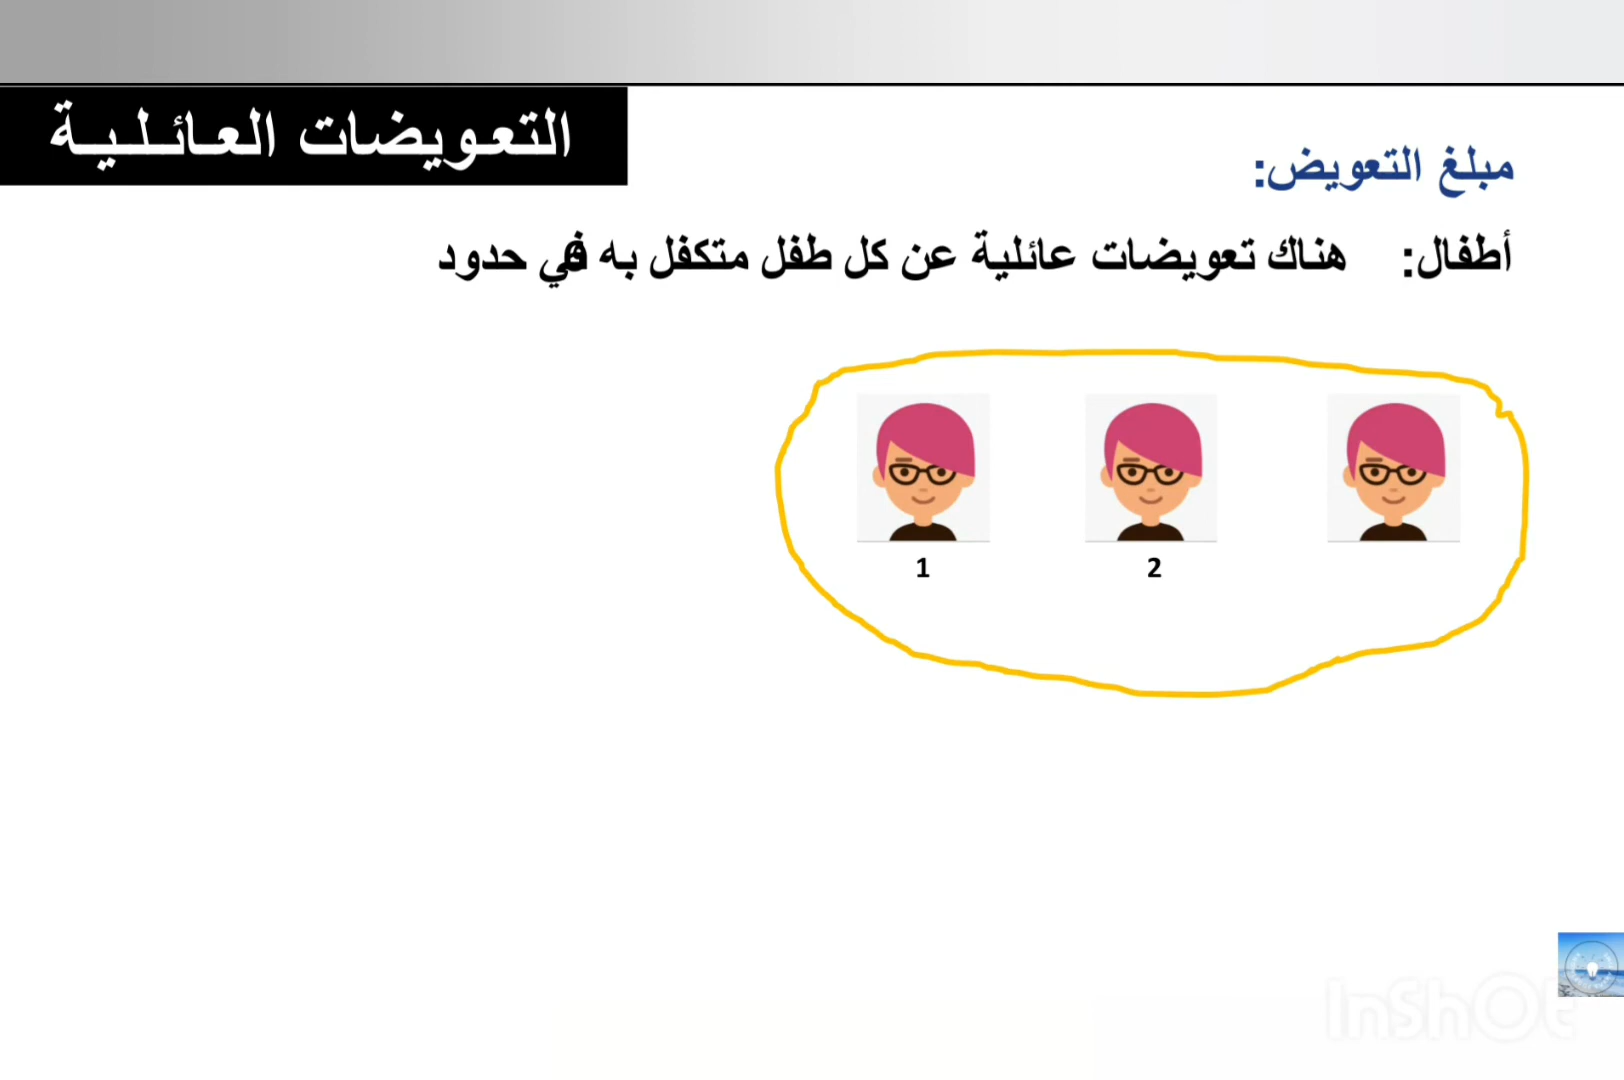 التعويضات العائلية
مبلغ التعويض:
أطفال: هناك تعويضات عائلية عن كل طفل متكفل به في حدود
1 2
InShOt